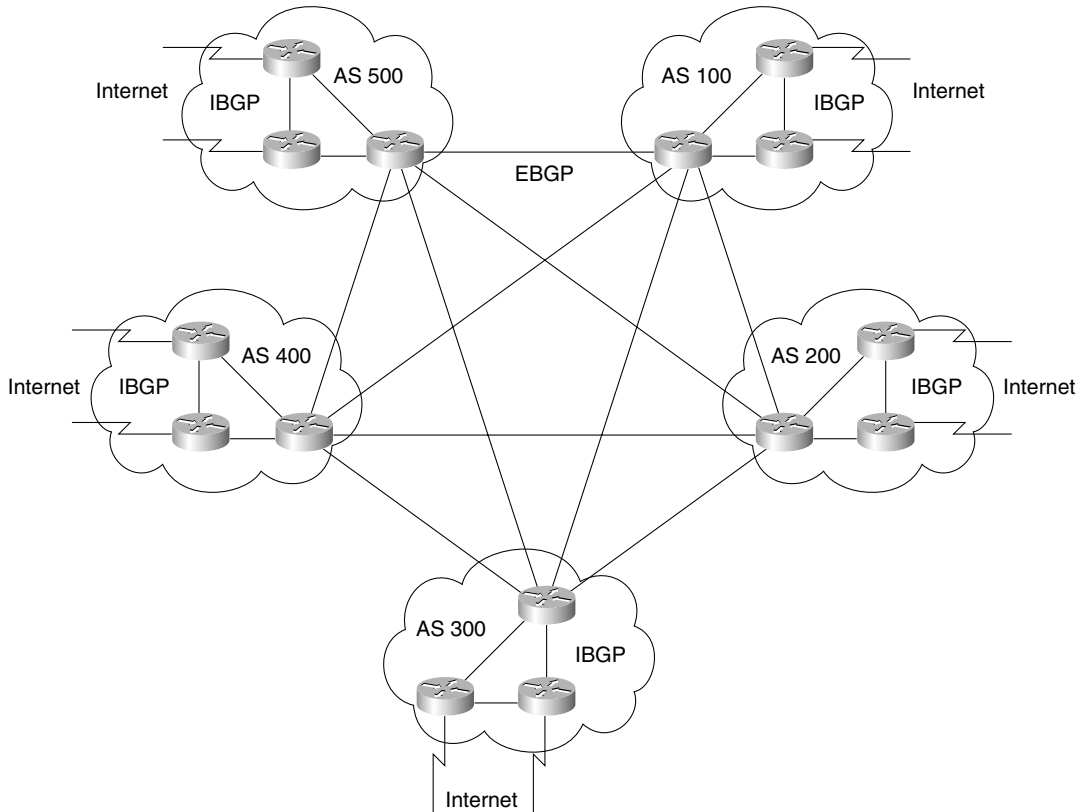 AS 500
AS 100
Internet
IBGP
IBGP
Internet
EBGP
AS 400
AS 200
Internet
IBGP
IBGP
Internet
AS 300
IBGP
Internet